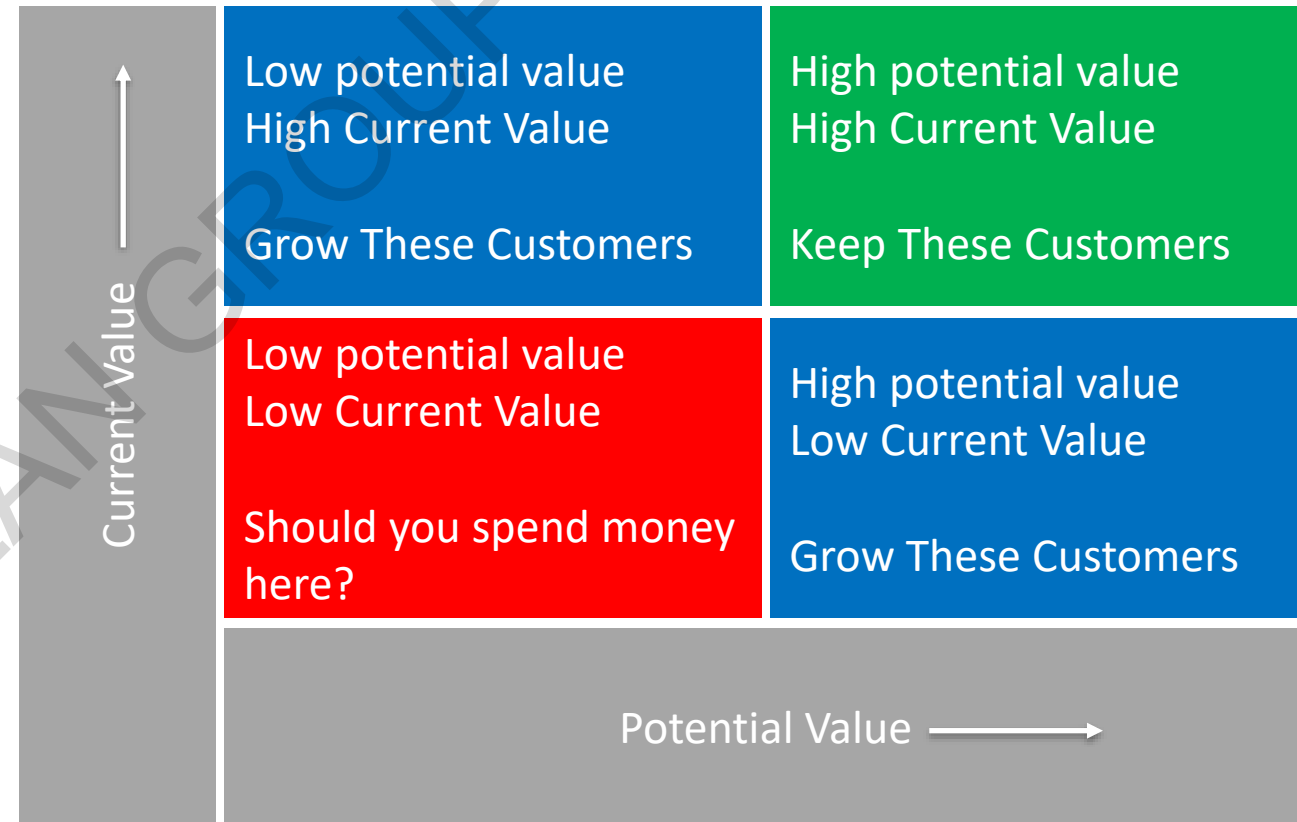 Low potential value
High Current Value
Grow These Customers
High potential value
High Current Value
Keep These Customers
Current Value
Low potential value
Low Current Value
Should you spend money
here?
High potential value
Low Current Value
Grow These Customers
Potential Value
GROUP